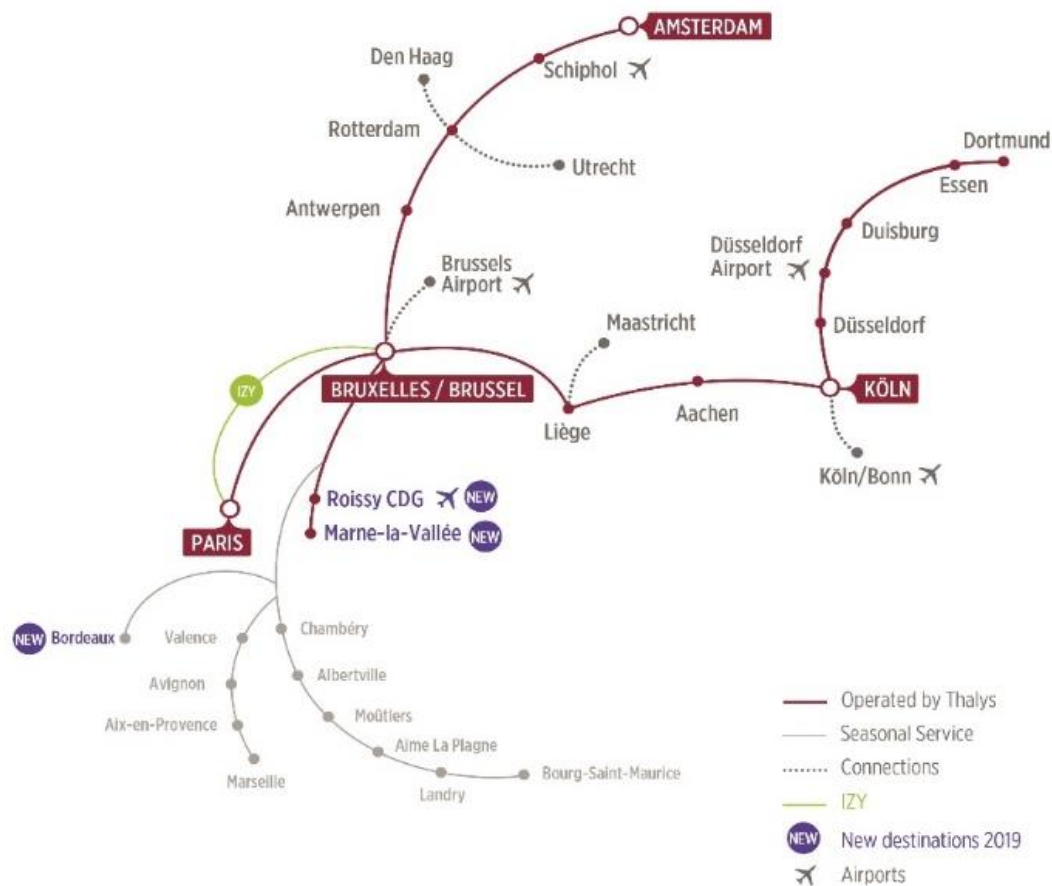 AMSTERDAM
Den Haag
Schiphol
Rotterdam
Dortmund
Utrecht
Essen
Antwerpen
Duisburg
Düsseldorf
Airport
Brussels
Airport
Maastricht
Düsseldorf
IZY
BRUXELLES / BRUSSEL
KÖLN
Aachen
Liège
Köln/Bonn
Roissy CDG NEW
PARIS
Marne-la-Vallée NEW
NEW Bordeaux
Valence
Chambéry
Avignon
Albertville
Aix-en-Provence
Moûtiers
Marseille
Aime La Plagne
Landry
Bourg-Saint-Maurice
Operated by Thalys
Seasonal Service
Connections
IZY
NEW New destinations 2019
Airports